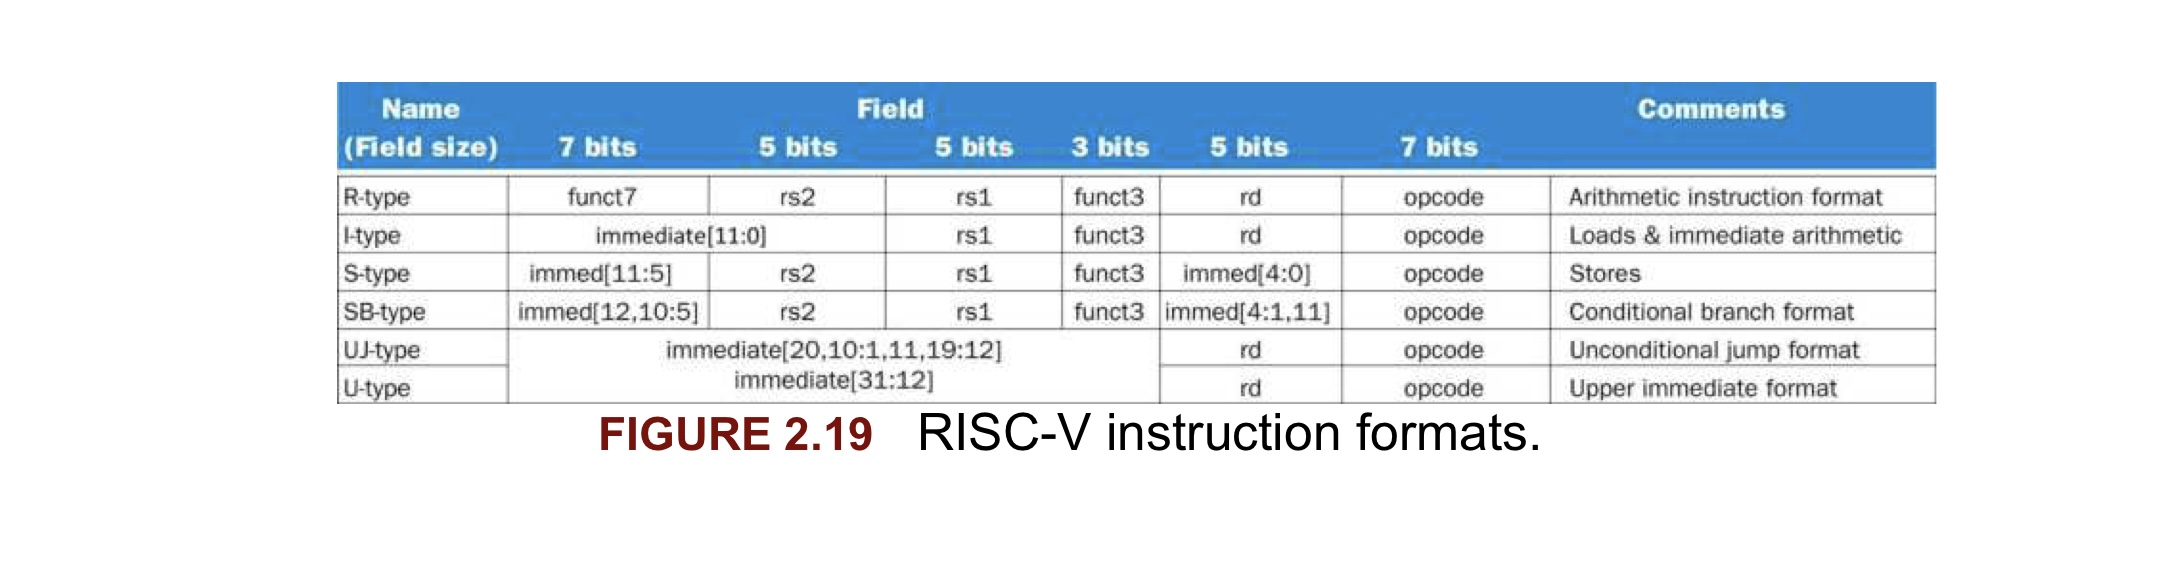 Name Field Comments
(Field size) 7 bits 5 bits 5 bits 3 bits 5 bits 7 bits
R-type funct7 rs2 rs1 funct3 rd opcode Arithmetic instruction format
I-type immediate[11:0] rs1 funct3 rd opcode Loads & immediate arithmetic
S-type immed[11:5] rs2 rs1 funct3 immed[4:0] opcode Stores
SB-type immed[12,10:5] rs2 rs1 funct3 immed[4:1,11] opcode Conditional branch format
UJ-type immediate[20,10:1,11,19:12] rd opcode Unconditional jump format
U-type immediate[31:12] rd opcode Upper immediate format
FIGURE 2.19 RISC-V instruction formats.